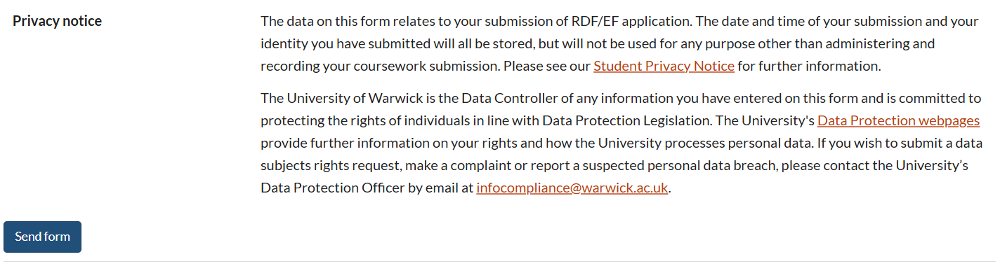 Privacy notice
The data on this form relates to your submission of RDF/EF application. The date and time of your submission and your
identity you have submitted will all be stored, but will not be used for any purpose other than administering and
recording your coursework submission. Please see our Student Privacy Notice for further information.
The University of Warwick is the Data Controller of any information you have entered on this form and is committed to
protecting the rights of individuals in line with Data Protection Legislation. The University's Data Protection webpages
provide further information on your rights and how the University processes personal data. If you wish to submit a data
subjects rights request, make a complaint or report a suspected personal data breach, please contact the University’s
Data Protection Officer by email at infocompliance@warwick.ac.uk.
Send form